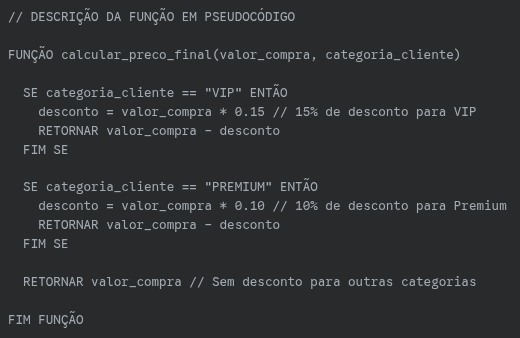 // DESCRIÇÃO DA FUNÇÃO EM PSEUDOCÓDIGO
FUNÇÃO calcular_preco_final(valor_compra, categoria_cliente)
SE categoria_cliente == "VIP" ENTÃO
desconto = valor_compra * 0.15 // 15% de desconto para VIP
RETORNAR valor_compra - desconto
FIM SE
SE categoria_cliente == "PREMIUM" ENTÃO
desconto = valor_compra * 0.10 // 10% de desconto para Premium
RETORNAR valor_compra - desconto
FIM SE
RETORNAR valor_compra // Sem desconto para outras categorias
FIM FUNÇÃO